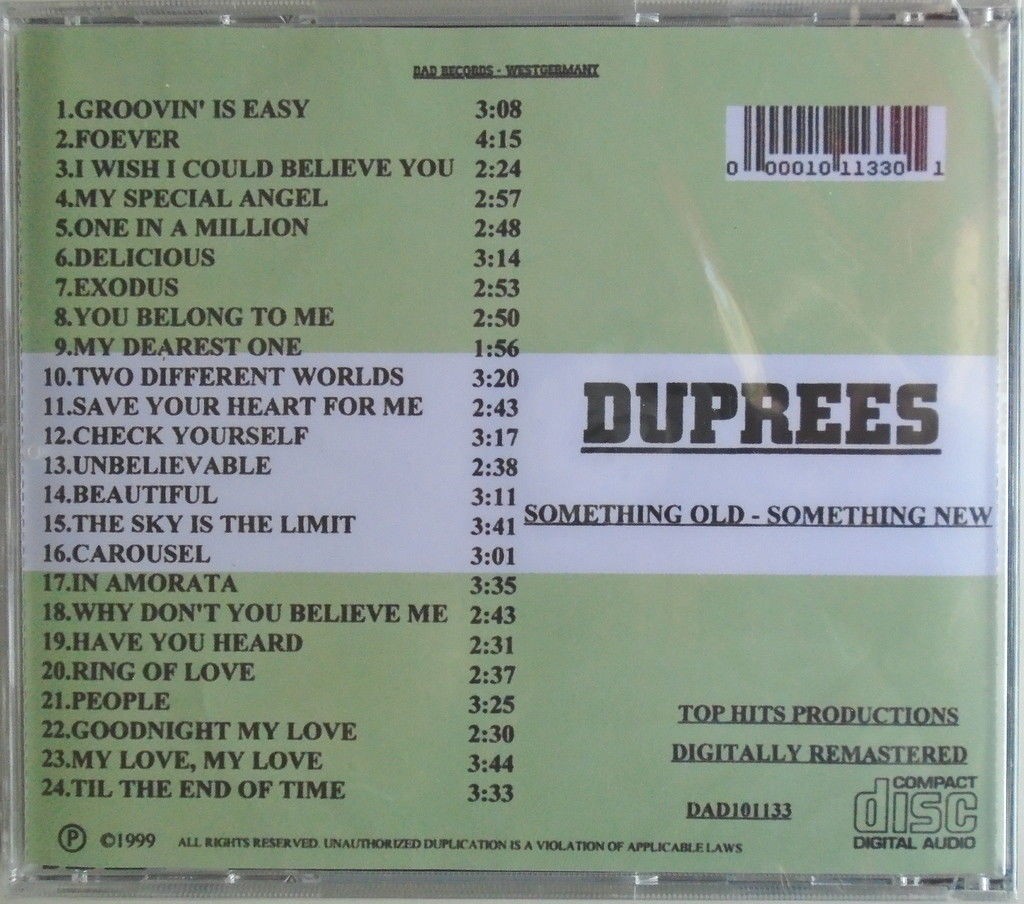 DAD RECORDS - WESTGERMANY
1.GROOVIN' IS EASY 3:08
2.FOEVER 4:15
3.I WISH I COULD BELIEVE YOU 2:24
4.MY SPECIAL ANGEL 2:57
5.ONE IN A MILLION 2:48
6.DELICIOUS 3:14
7.EXODUS 2:53
8.YOU BELONG TO ME 2:50
9.MY DEAREST ONE 1:56
10.TWO DIFFERENT WORLDS 3:20
11.SAVE YOUR HEART FOR ME 2:43
12.CHECK YOURSELF 3:17
13.UNBELIEVABLE 2:38
14.BEAUTIFUL 3:11
15.THE SKY IS THE LIMIT 3:41
16.CAROUSEL 3:01
17.IN AMORATA 3:35
18.WHY DON'T YOU BELIEVE ME 2:43
19.HAVE YOU HEARD 2:31
20.RING OF LOVE 2:37
21.PEOPLE 3:25
22.GOODNIGHT MY LOVE 2:30
23.MY LOVE, MY LOVE 3:44
24.TIL THE END OF TIME 3:33
0 00010 11330 1
DUPREES
SOMETHING OLD - SOMETHING NEW
TOP HITS PRODUCTIONS
DIGITALLY REMASTERED
DAD101133
COMPACT
disc
DIGITAL AUDIO
Ⓟ ©1999 ALL RIGHTS RESERVED. UNAUTHORIZED DUPLICATION IS A VIOLATION OF APPLICABLE LAWS